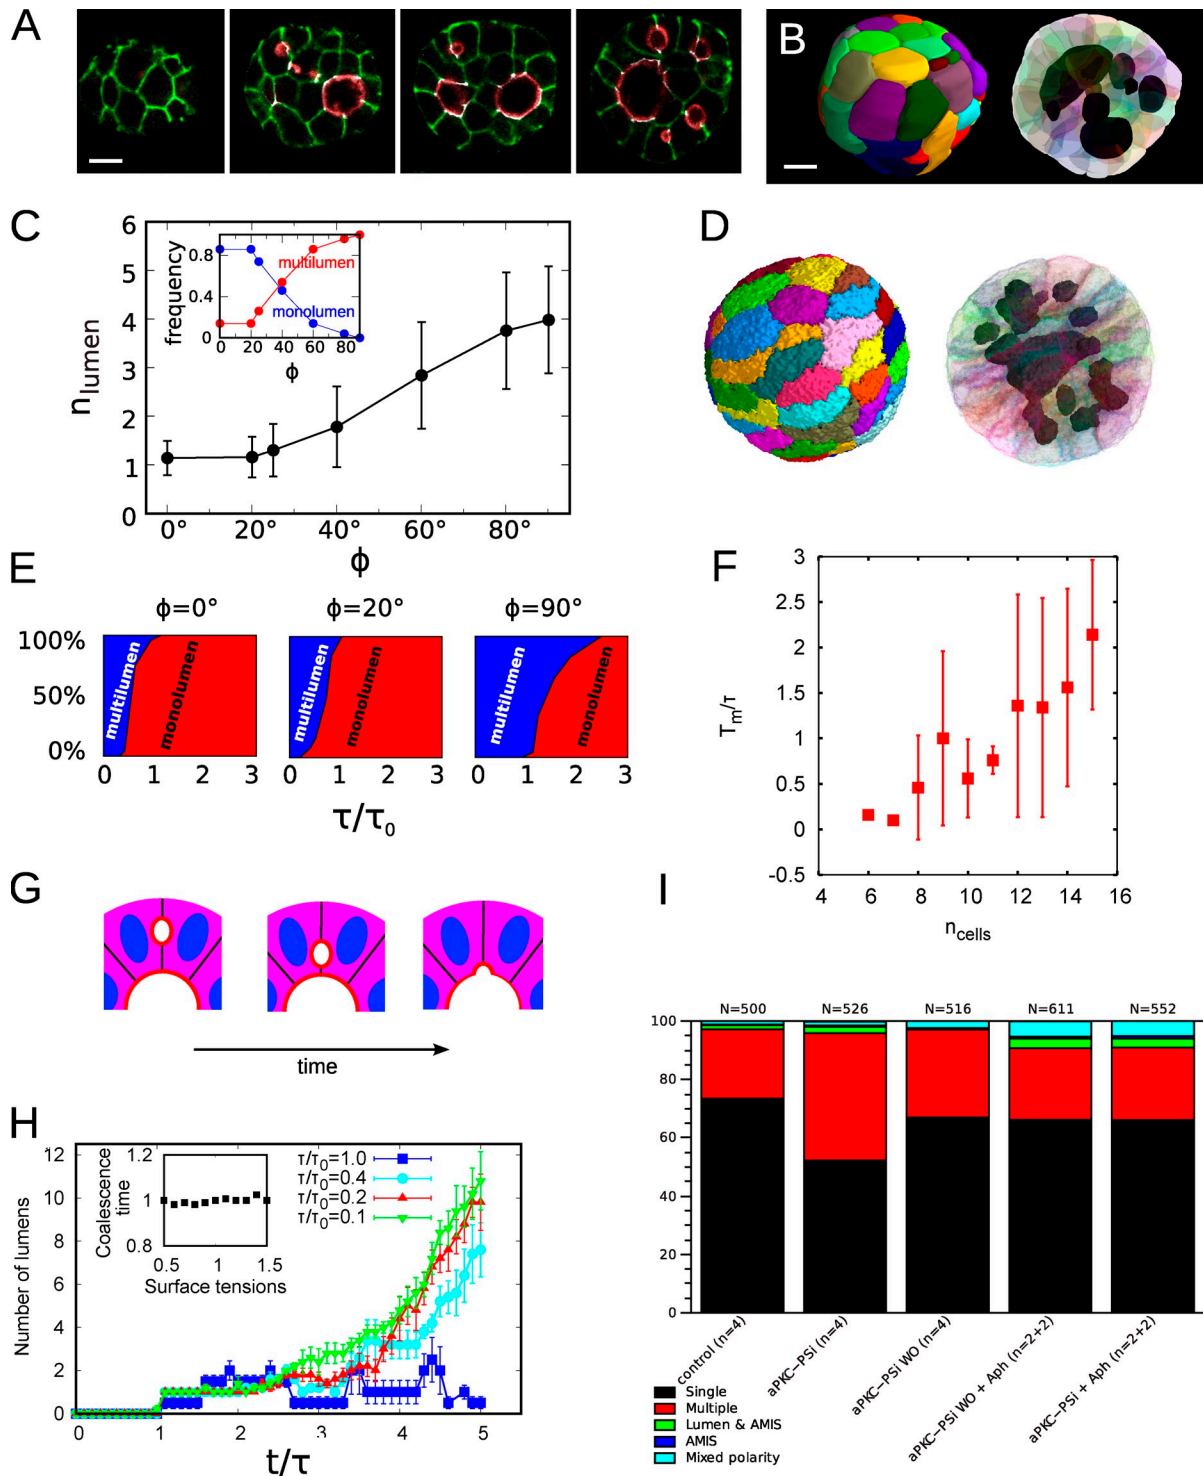 A
B
C
n lumen
6
5
4
3
2
1
0
0°
20°
40°
60°
80°
ϕ
frequency
0.8
0.4
0
multilumen
monolumen
0
20
40
60
80
ϕ
D
E
ϕ=0°
ϕ=20°
ϕ=90°
100%
50%
0%
multilumen
monolumen
multilumen
monolumen
multilumen
monolumen
0 1 2 3
0 1 2 3
0 1 2 3
τ/τ0
F
Tm/τ
3
2.5
2
1.5
1
0.5
0
-0.5
4 6 8 10 12 14 16
ncells
G
time
H
Number of lumens
12
10
8
6
4
2
0
0 1 2 3 4 5
t/τ
Coalescence
time
1.2
1
0.8
0.5 1 1.5
Surface tensions
τ/τ0=1.0
τ/τ0=0.4
τ/τ0=0.2
τ/τ0=0.1
I
N=500
N=526
N=516
N=611
N=552
100
80
60
40
20
0
control (n=4)
aPKC−PSi (n=4)
aPKC−PSi WO (n=4)
aPKC−PSi WO + Aph (n=2+2)
aPKC−PSi + Aph (n=2+2)
Single
Multiple
Lumen & AMIS
AMIS
Mixed polarity